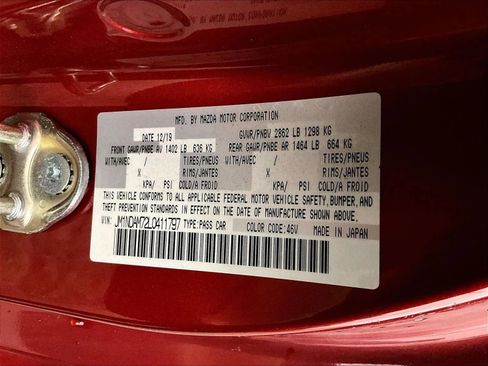 MFD. BY MAZDA MOTOR CORPORATION
DATE 12/19 GVWR/PNBV 2862 LB 1298 KG
FRONT GAWR/PNBE AV 1402 LB 636 KG REAR GAWR/PNBE AR 1464 LB 664 KG
WITH/AVEC / TIRES/PNEUS WITH/AVEC / TIRES/PNEUS
X RIMS/JANTES X RIMS/JANTES
KPA/ PSI COLD/A FROID KPA/ PSI COLD/A FROID
THIS VEHICLE CONFORMS TO ALL APPLICABLE FEDERAL MOTOR VEHICLE SAFETY, BUMPER, AND
THEFT PREVENTION STANDARDS IN EFFECT ON THE DATE OF MANUFACTURE SHOWN ABOVE.
VIN: JM1NDAM72L0411797 TYPE: PASS CAR COLOR CODE: 46V MADE IN JAPAN